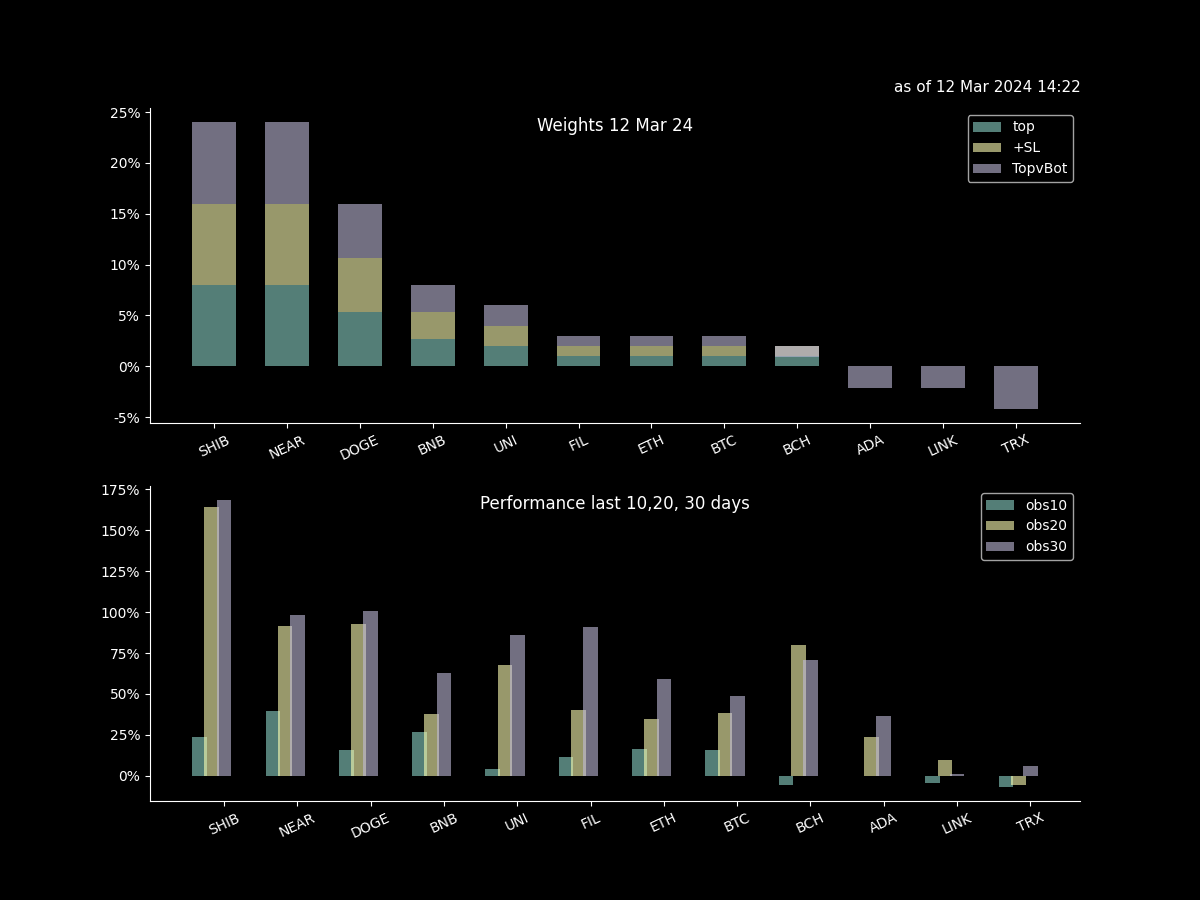 as of 12 Mar 2024 14:22
Weights 12 Mar 24
top
+SL
TopvBot
25%
20%
15%
10%
5%
0%
-5%
SHIB NEAR DOGE BNB UNI FIL ETH BTC BCH ADA LINK TRX
Performance last 10,20, 30 days
obs10
obs20
obs30
175%
150%
125%
100%
75%
50%
25%
0%
SHIB NEAR DOGE BNB UNI FIL ETH BTC BCH ADA LINK TRX